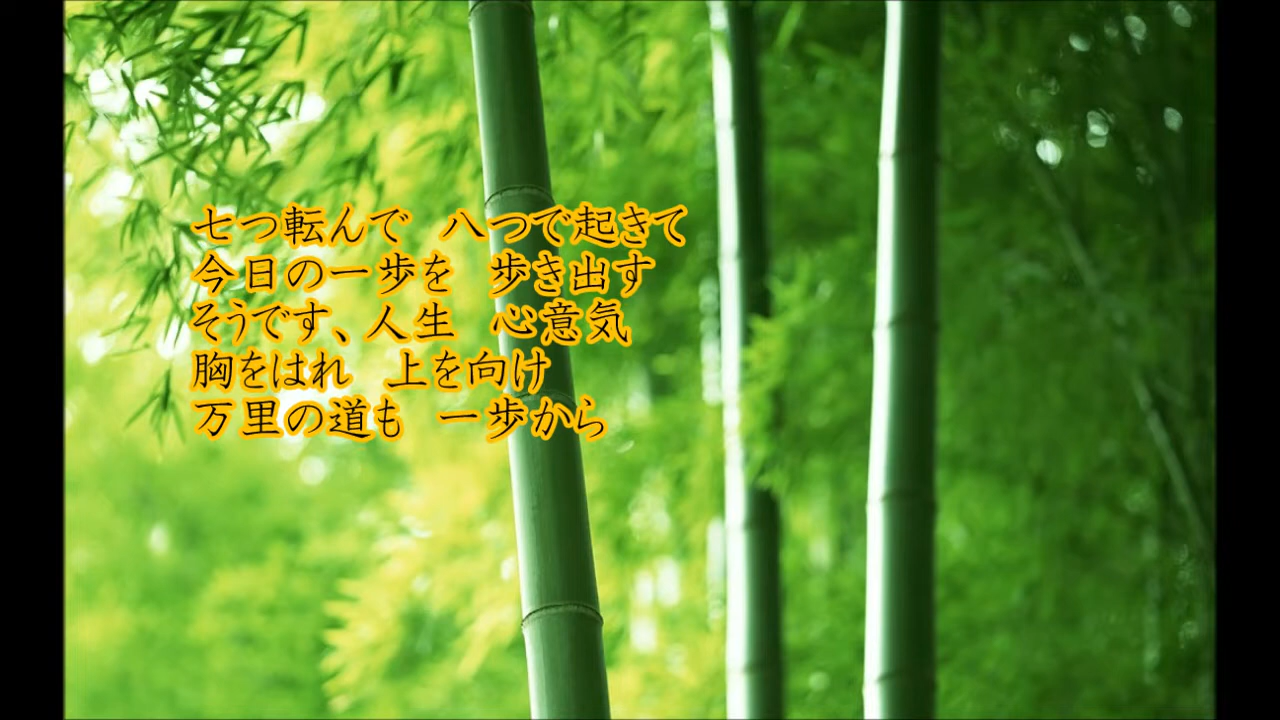 七つ転んで　八つで起きて
今日の一歩を　歩き出す
そうです、人生　心意気
胸をはれ　上を向け
万里の道も　一歩から